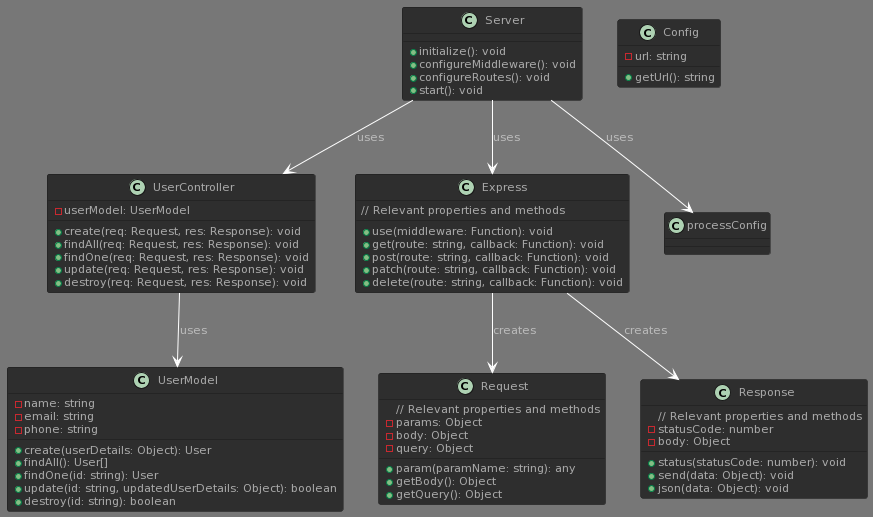 C Server
initialize(): void
configureMiddleware(): void
configureRoutes(): void
start(): void
C Config
url: string
getUrl(): string
uses
uses
uses
C UserController
userModel: UserModel
create(req: Request, res: Response): void
findAll(req: Request, res: Response): void
findOne(req: Request, res: Response): void
update(req: Request, res: Response): void
destroy(req: Request, res: Response): void
C Express
// Relevant properties and methods
use(middleware: Function): void
get(route: string, callback: Function): void
post(route: string, callback: Function): void
patch(route: string, callback: Function): void
delete(route: string, callback: Function): void
C processConfig
uses
creates
creates
C UserModel
name: string
email: string
phone: string
create(userDetails: Object): User
findAll(): User[]
findOne(id: string): User
update(id: string, updatedUserDetails: Object): boolean
destroy(id: string): boolean
C Request
// Relevant properties and methods
params: Object
body: Object
query: Object
param(paramName: string): any
getBody(): Object
getQuery(): Object
C Response
// Relevant properties and methods
statusCode: number
body: Object
status(statusCode: number): void
send(data: Object): void
json(data: Object): void